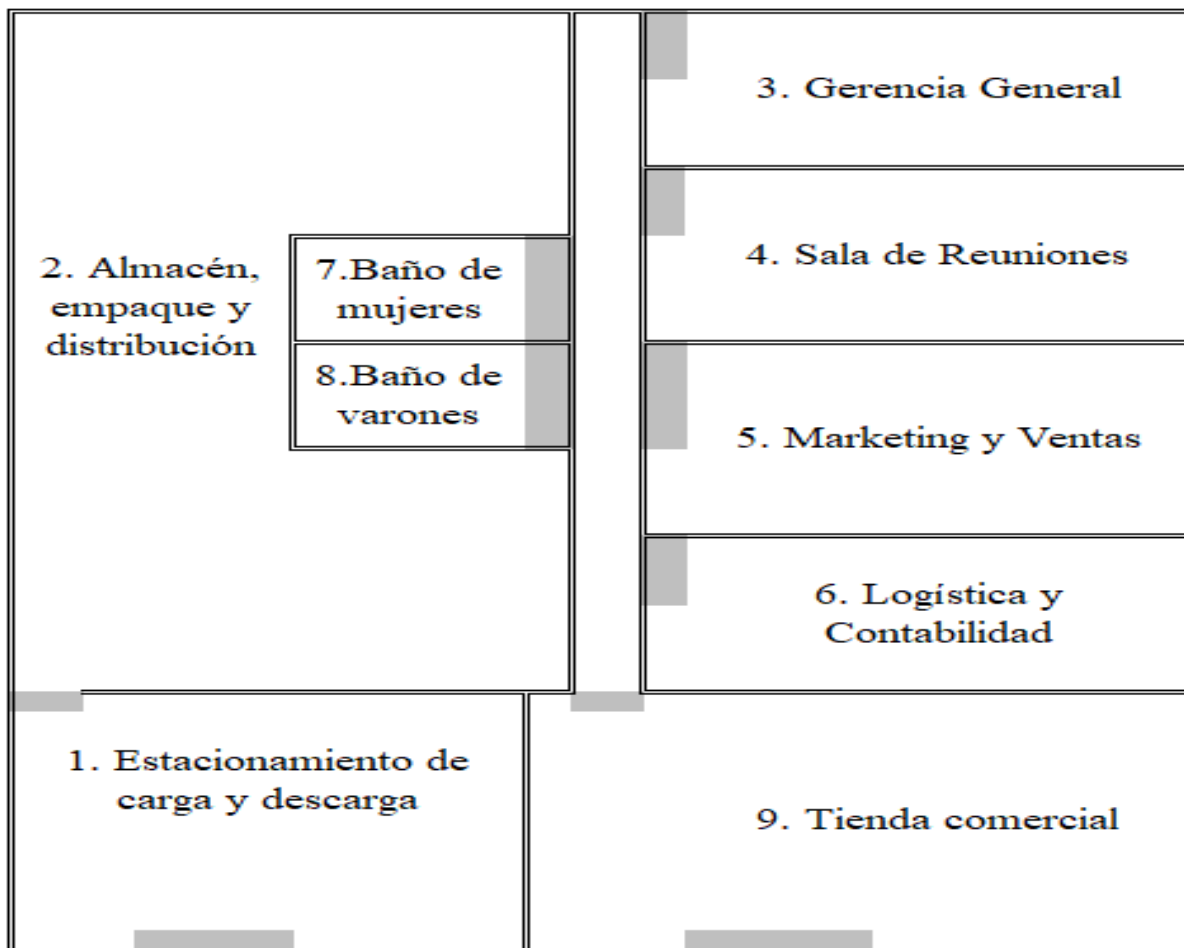 3. Gerencia General
4. Sala de Reuniones
2. Almacén,
empaque y
distribución
7.Baño de
mujeres
8.Baño de
varones
5. Marketing y Ventas
6. Logística y
Contabilidad
1. Estacionamiento de
carga y descarga
9. Tienda comercial